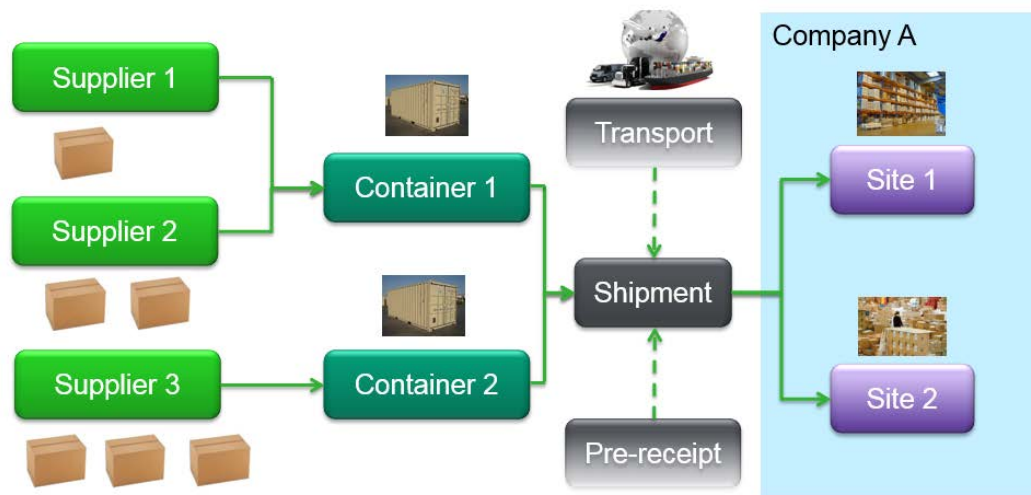 Company A
Supplier 1
Transport
Container 1
Site 1
Supplier 2
Shipment
Supplier 3
Container 2
Site 2
Pre-receipt